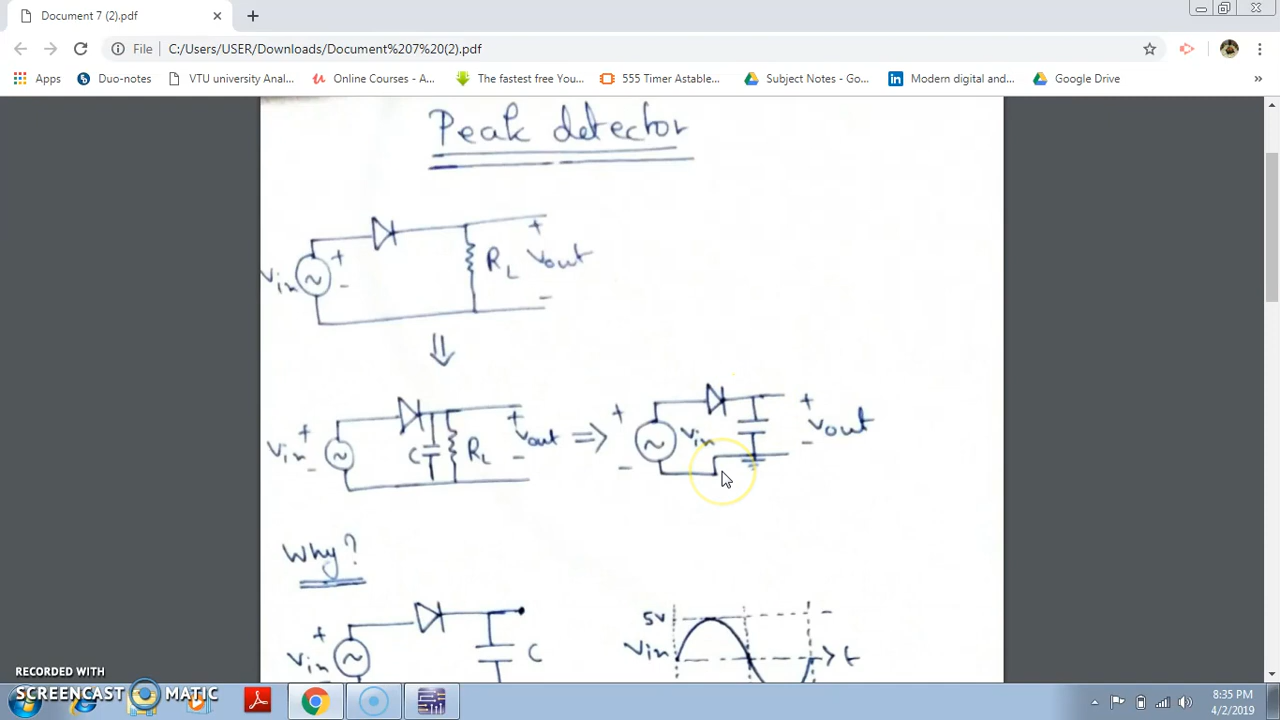 Document 7 (2).pdf
File C:/Users/USER/Downloads/Document%207%20(2).pdf
Apps Duo-notes VTU university Anal... Online Courses - A... The fastest free You... 555 Timer Astable... Subject Notes - Go... Modern digital and... Google Drive »
Peak detector
Vin + - RL + Vout -
⇓
Vin + - C RL + Vout - ⇒ + - Vin + Vout -
Why?
+ Vin C
5V Vin t
RECORDED WITH
SCREENCAST MATIC
8:35 PM
4/2/2019